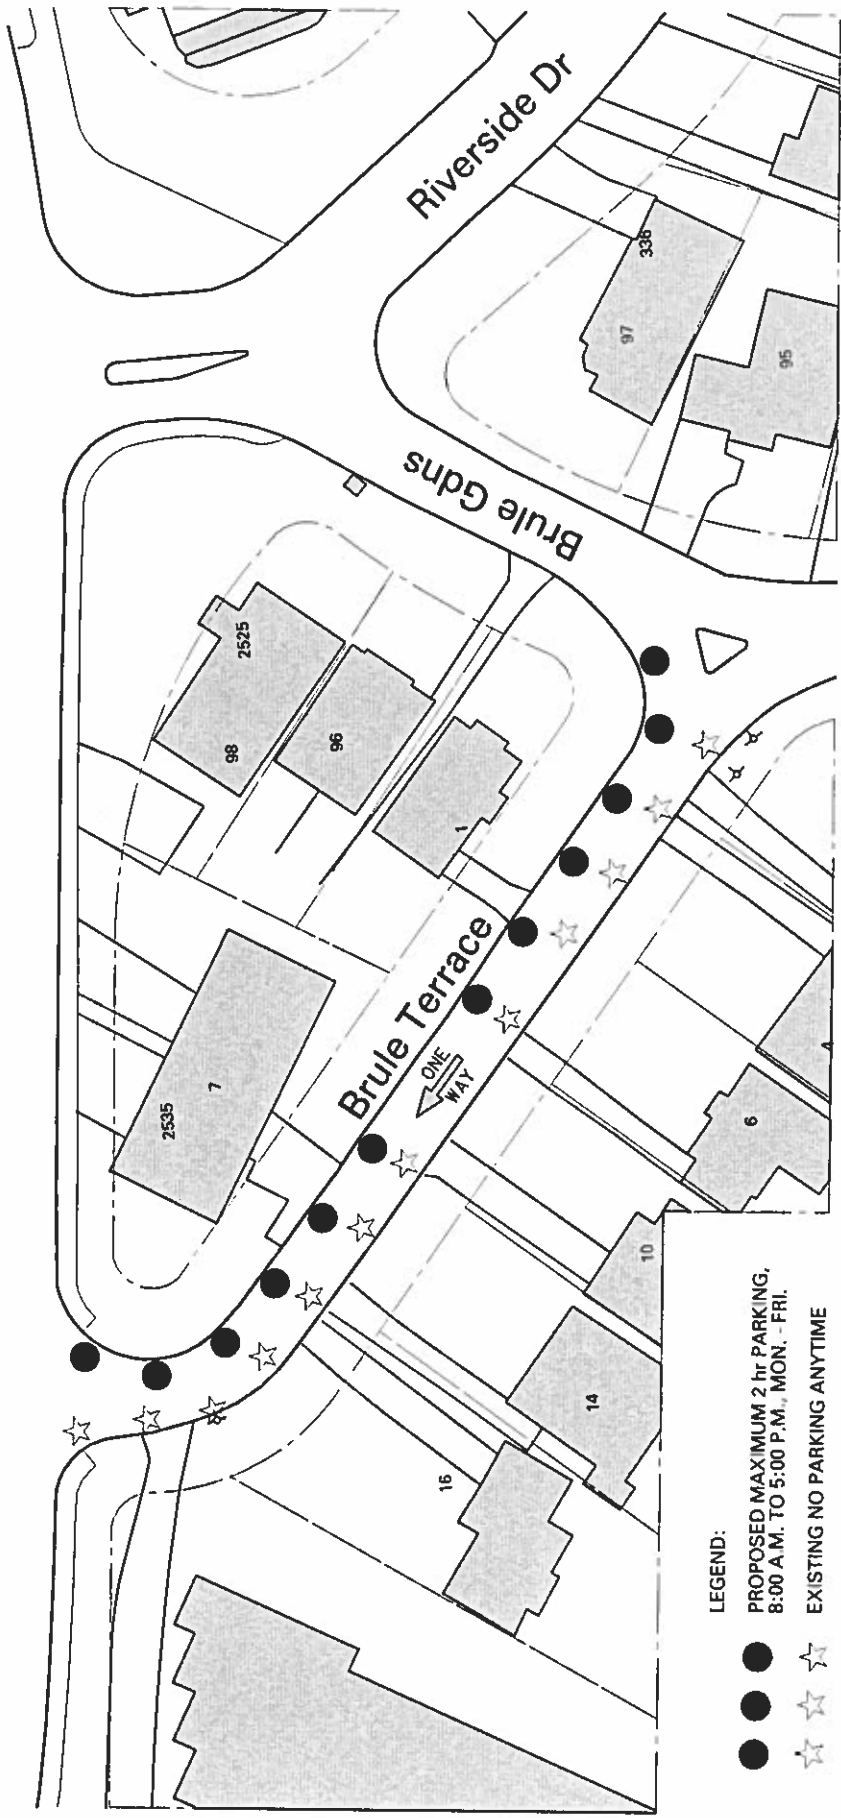 Riverside Dr
336
97
95
Brule Gdns
2525
98
96
1
Brule Terrace
ONE
WAY
2535
7
6
10
14
16
LEGEND:
PROPOSED MAXIMUM 2 hr PARKING,
8:00 A.M. TO 5:00 P.M., MON. - FRI.
EXISTING NO PARKING ANYTIME